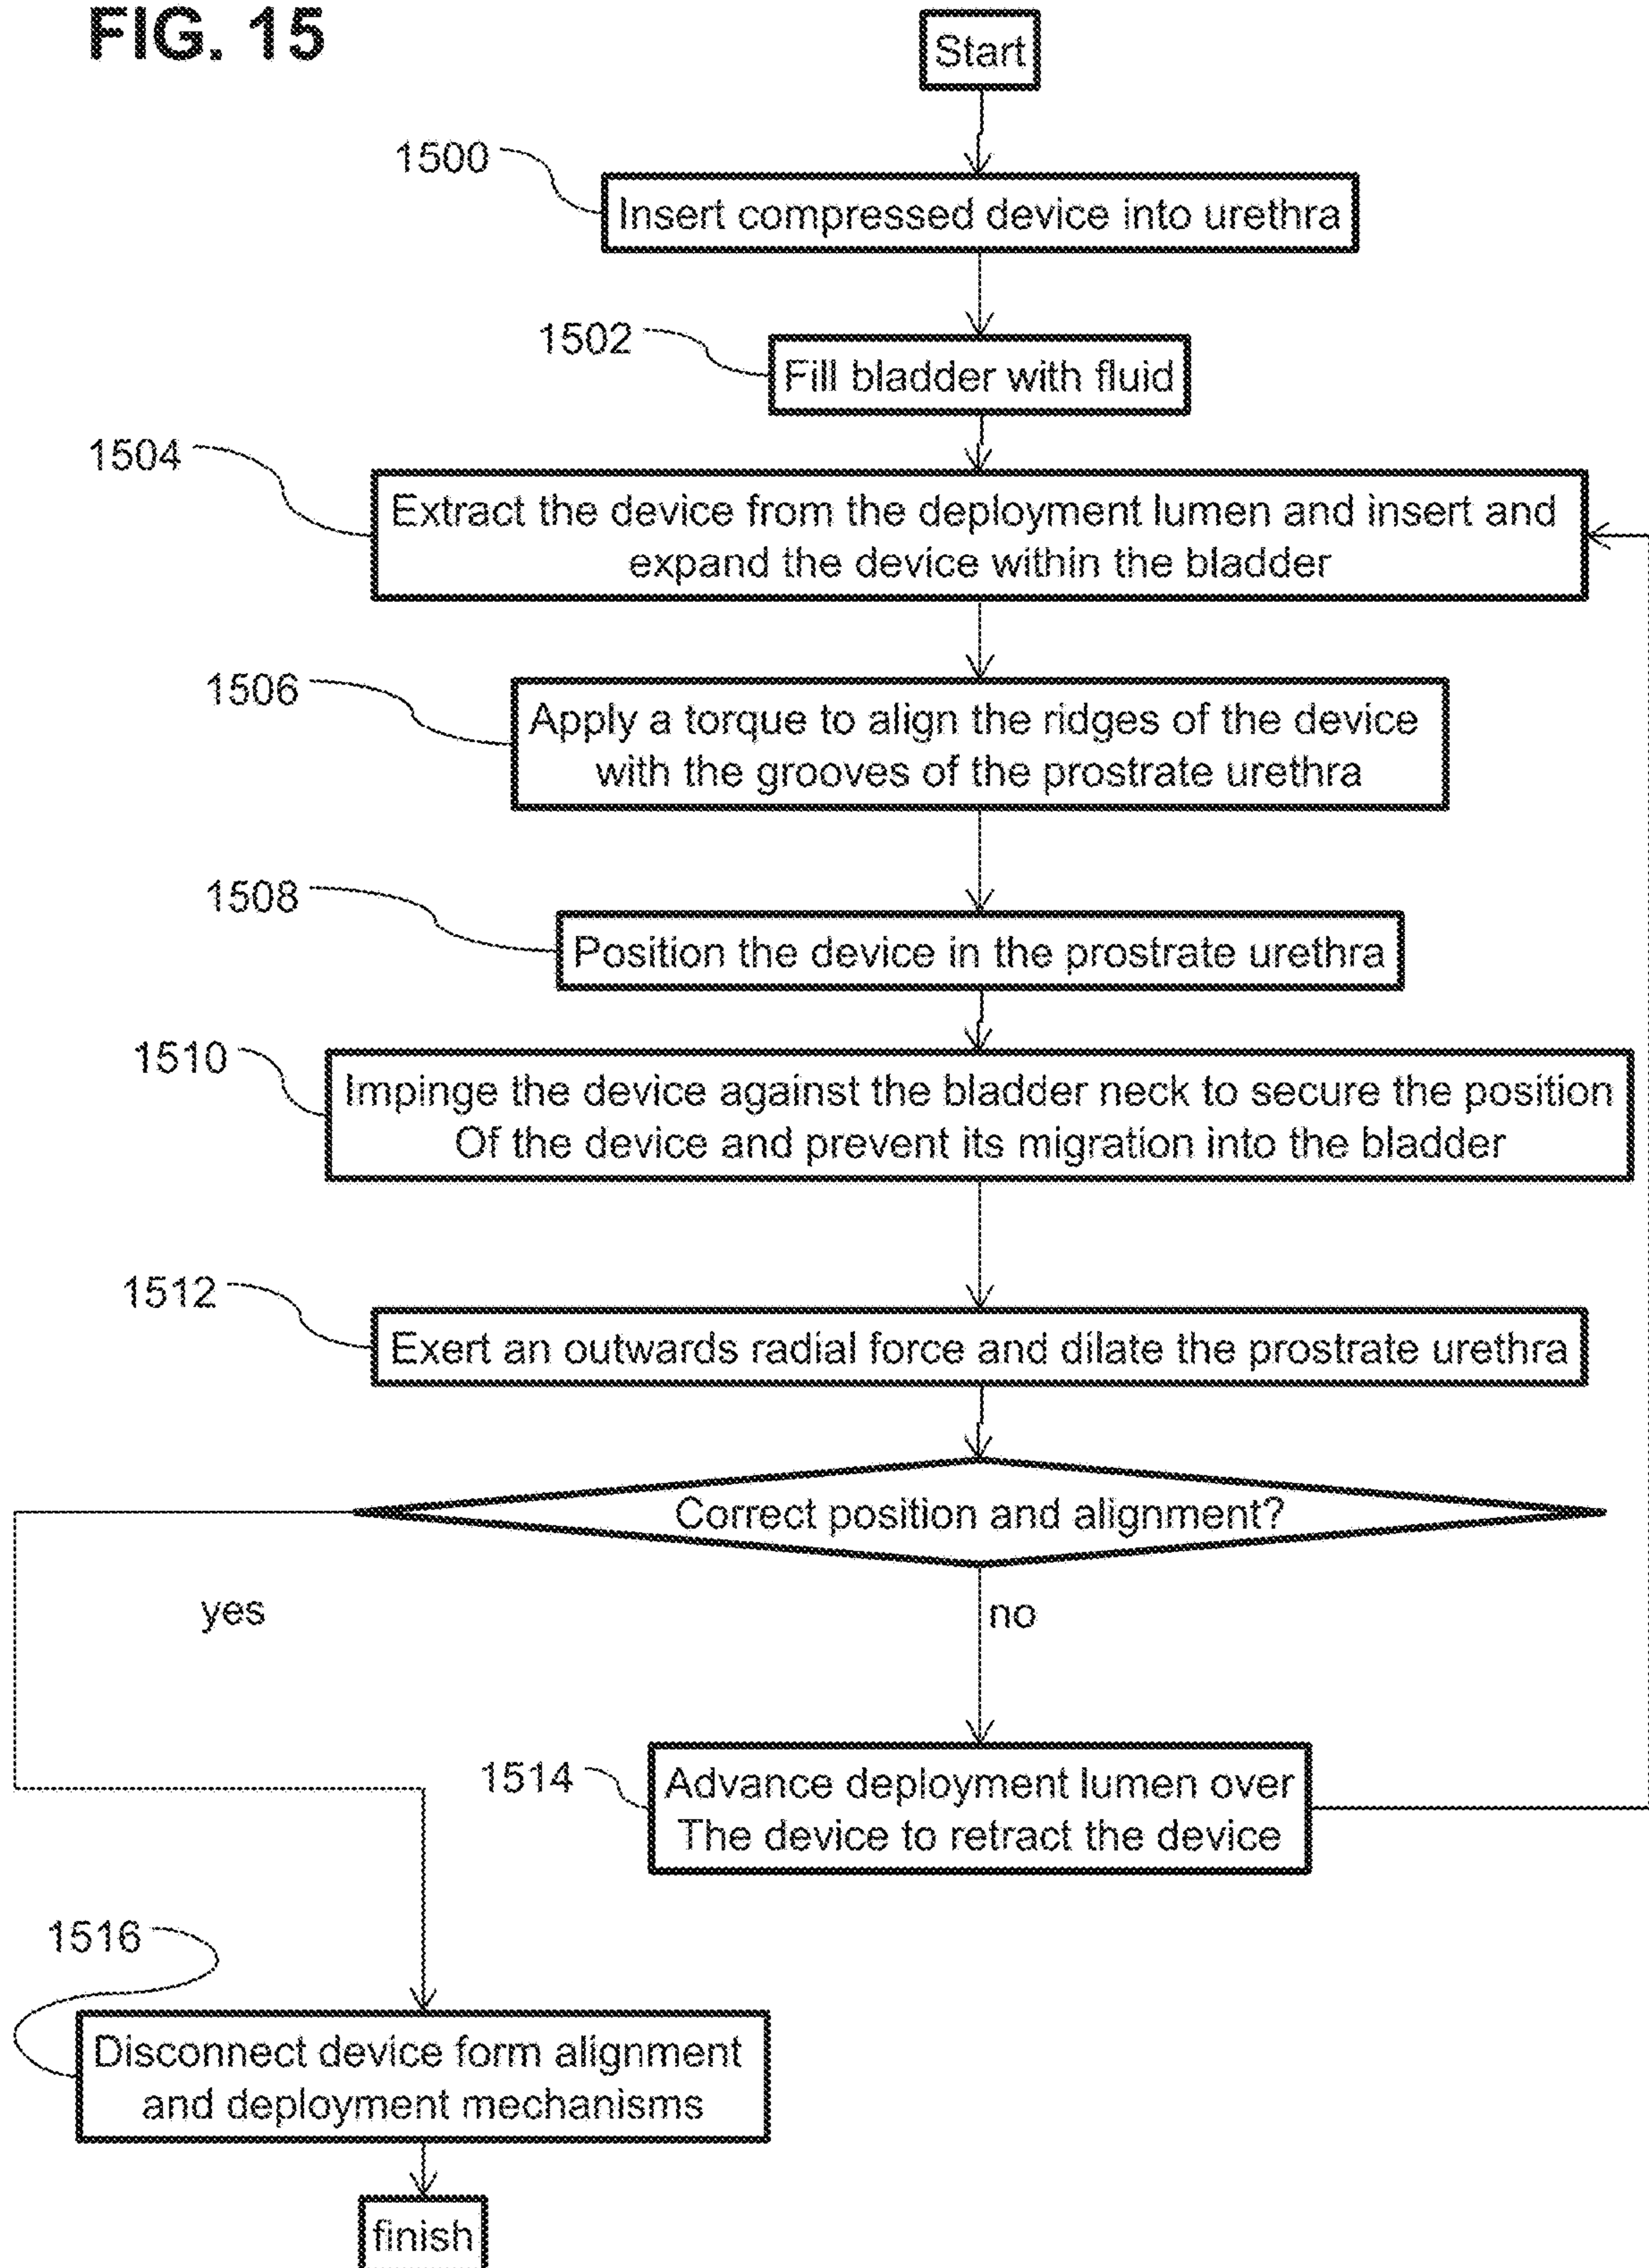 FIG. 15
Start
1500
Insert compressed device into urethra
1502
Fill bladder with fluid
1504
Extract the device from the deployment lumen and insert and
expand the device within the bladder
1506
Apply a torque to align the ridges of the device
with the grooves of the prostrate urethra
1508
Position the device in the prostrate urethra
1510
Impinge the device against the bladder neck to secure the position
Of the device and prevent its migration into the bladder
1512
Exert an outwards radial force and dilate the prostrate urethra
Correct position and alignment?
yes
no
1514
Advance deployment lumen over
The device to retract the device
1516
Disconnect device form alignment
and deployment mechanisms
finish